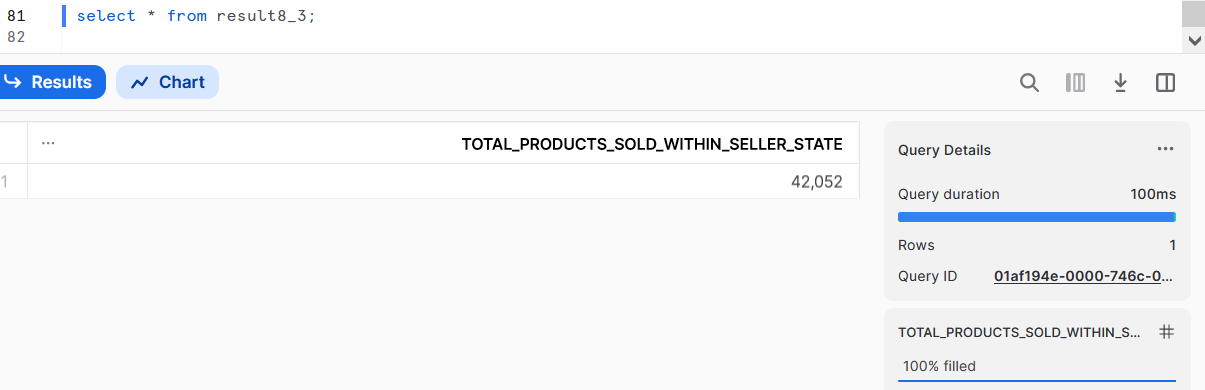 81 select * from result8_3;
82
Results Chart
... TOTAL_PRODUCTS_SOLD_WITHIN_SELLER_STATE
1 42,052
Query Details ...
Query duration 100ms
Rows 1
Query ID 01af194e-0000-746c-0...
TOTAL_PRODUCTS_SOLD_WITHIN_S... #
100% filled